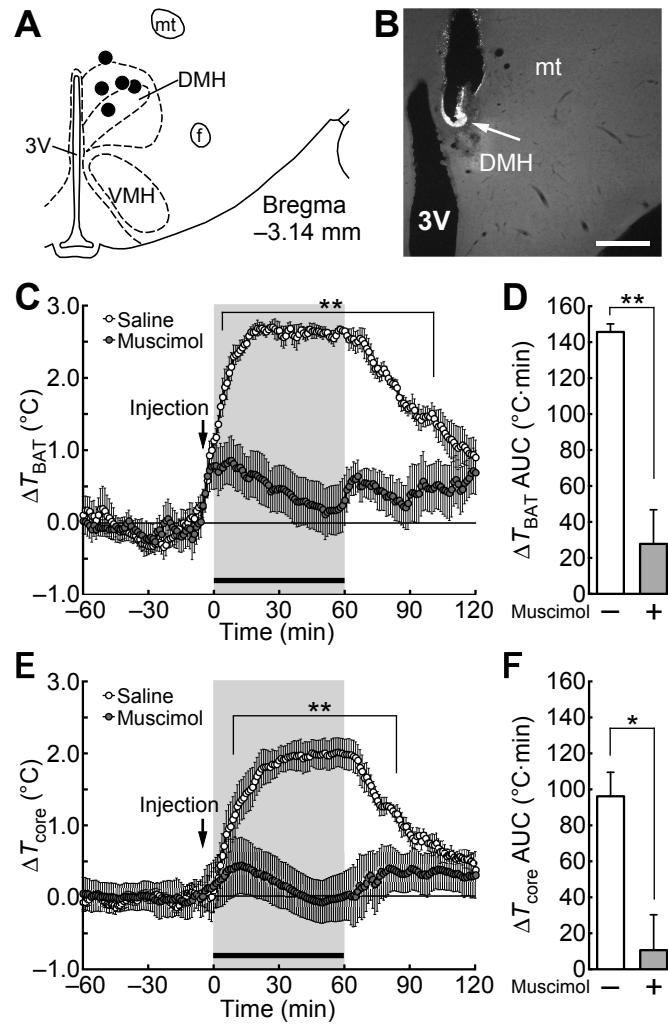 A
mt
DMH
f
3V
VMH
Bregma
–3.14 mm
B
mt
DMH
3V
C
3.0
2.0
1.0
0.0
–1.0
ΔT_BAT (°C)
Saline
Muscimol
Injection
**
–60
–30
0
30
60
90
120
Time (min)
D
160
140
120
100
80
60
40
20
0
ΔT_BAT AUC (°C·min)
**
Muscimol – +
E
3.0
2.0
1.0
0.0
–1.0
ΔT_core (°C)
Saline
Muscimol
Injection
**
–60
–30
0
30
60
90
120
Time (min)
F
160
140
120
100
80
60
40
20
0
ΔT_core AUC (°C·min)
*
Muscimol – +